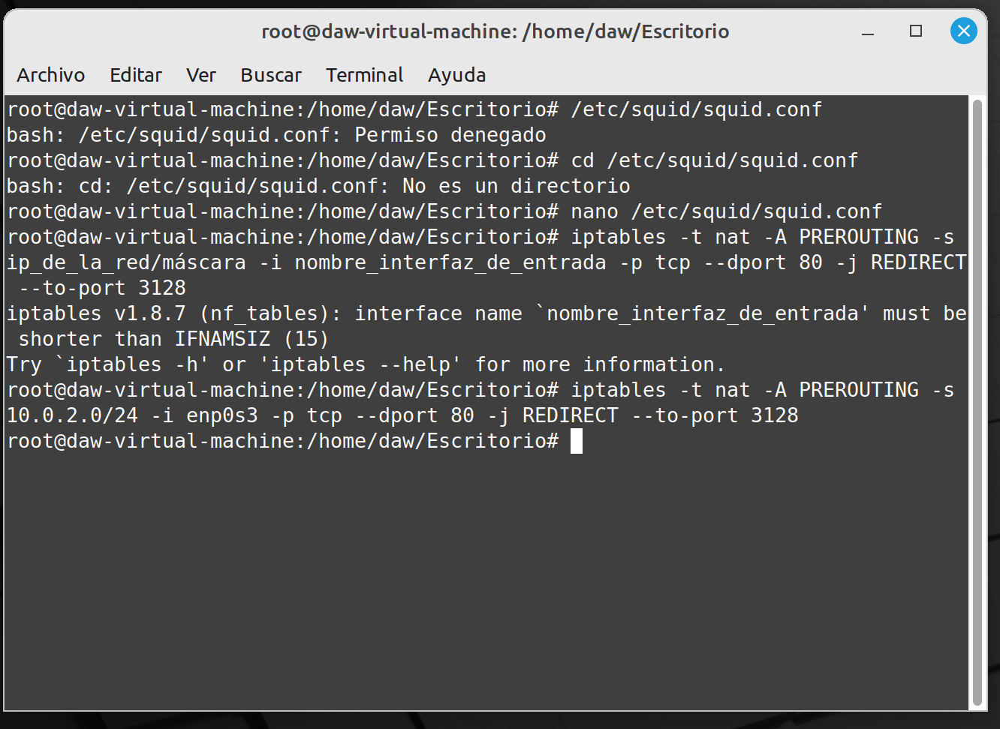 root@daw-virtual-machine: /home/daw/Escritorio
Archivo Editar Ver Buscar Terminal Ayuda
root@daw-virtual-machine:/home/daw/Escritorio# /etc/squid/squid.conf
bash: /etc/squid/squid.conf: Permiso denegado
root@daw-virtual-machine:/home/daw/Escritorio# cd /etc/squid/squid.conf
bash: cd: /etc/squid/squid.conf: No es un directorio
root@daw-virtual-machine:/home/daw/Escritorio# nano /etc/squid/squid.conf
root@daw-virtual-machine:/home/daw/Escritorio# iptables -t nat -A PREROUTING -s
ip_de_la_red/máscara -i nombre_interfaz_de_entrada -p tcp --dport 80 -j REDIRECT
 --to-port 3128
iptables v1.8.7 (nf_tables): interface name `nombre_interfaz_de_entrada' must be
 shorter than IFNAMSIZ (15)
Try `iptables -h' or 'iptables --help' for more information.
root@daw-virtual-machine:/home/daw/Escritorio# iptables -t nat -A PREROUTING -s
10.0.2.0/24 -i enp0s3 -p tcp --dport 80 -j REDIRECT --to-port 3128
root@daw-virtual-machine:/home/daw/Escritorio#